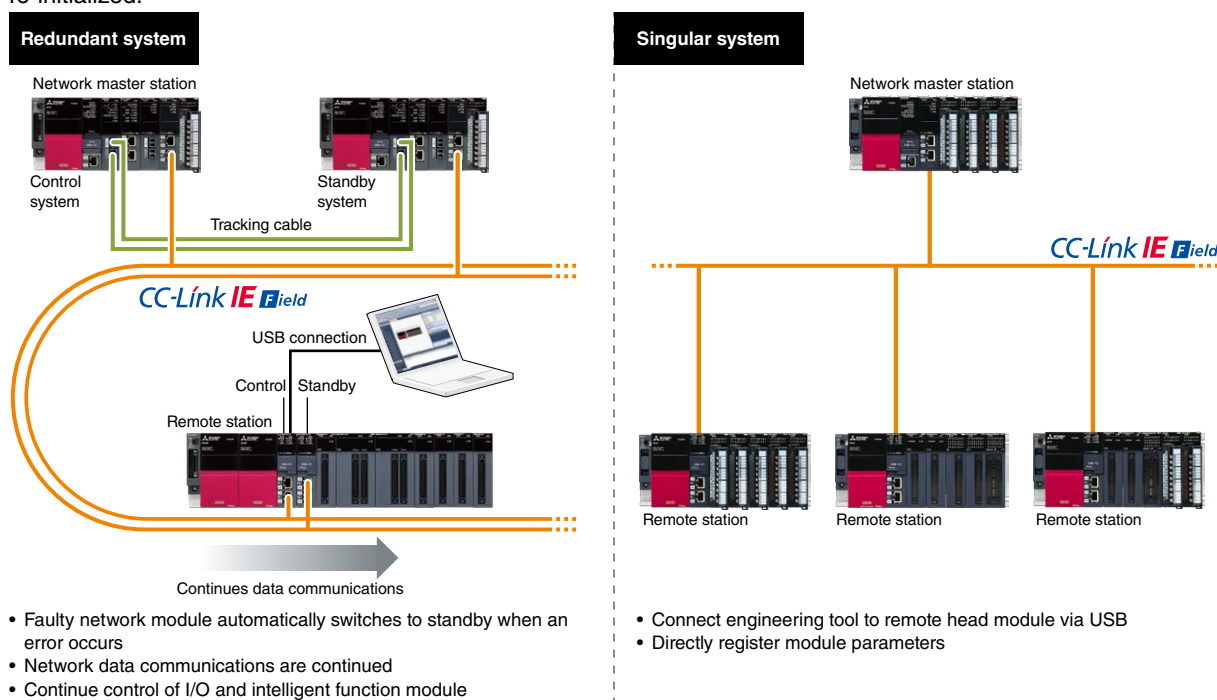 re-initialized.
Redundant system
Network master station
Control
system
Standby
system
Tracking cable
CC-Link IE Field
USB connection
Control Standby
Remote station
Continues data communications
• Faulty network module automatically switches to standby when an
error occurs
• Network data communications are continued
• Continue control of I/O and intelligent function module
Singular system
Network master station
CC-Link IE Field
Remote station
Remote station
Remote station
• Connect engineering tool to remote head module via USB
• Directly register module parameters